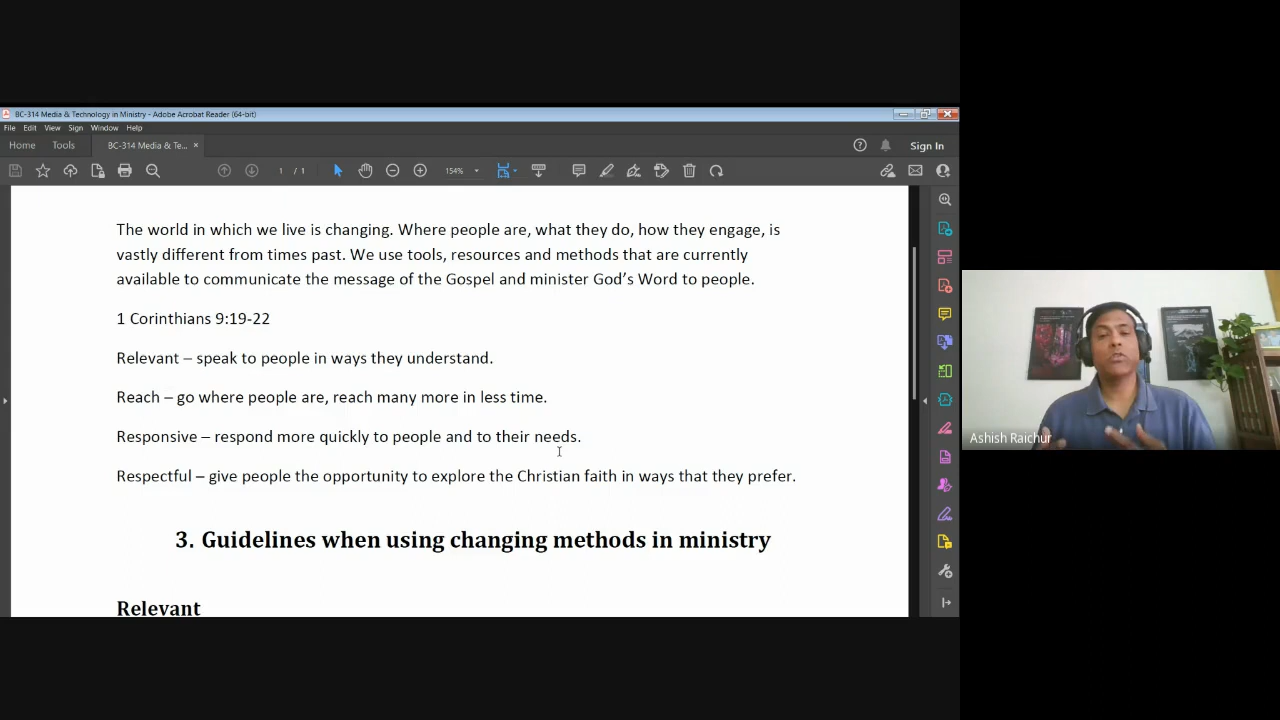 BC-314 Media & Technology in Ministry - Adobe Acrobat Reader (64-bit)
File Edit View Sign Window Help
Home Tools BC-314 Media & Te... × Sign In
1 / 1 154%
The world in which we live is changing. Where people are, what they do, how they engage, is
vastly different from times past. We use tools, resources and methods that are currently
available to communicate the message of the Gospel and minister God’s Word to people.
1 Corinthians 9:19-22
Relevant – speak to people in ways they understand.
Reach – go where people are, reach many more in less time.
Responsive – respond more quickly to people and to their needs.
Respectful – give people the opportunity to explore the Christian faith in ways that they prefer.
3. Guidelines when using changing methods in ministry
Relevant
Ashish Raichur